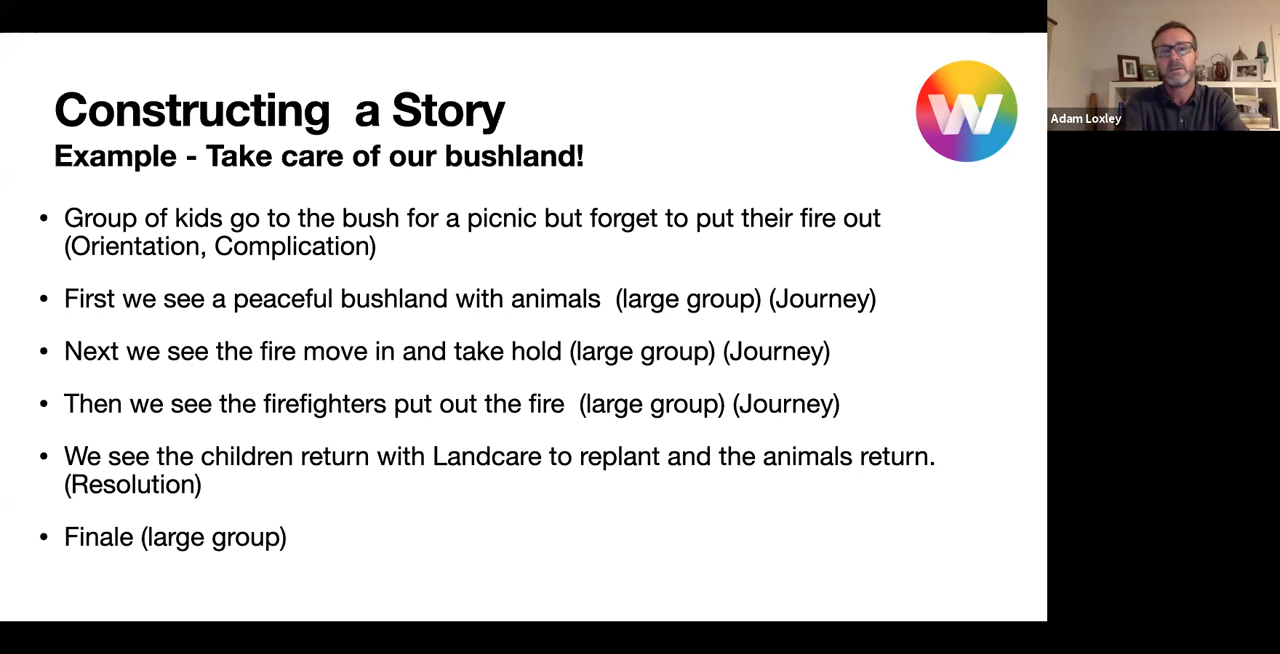 Constructing  a Story
Example - Take care of our bushland!
• Group of kids go to the bush for a picnic but forget to put their fire out
(Orientation, Complication)
• First we see a peaceful bushland with animals  (large group) (Journey)
• Next we see the fire move in and take hold (large group) (Journey)
• Then we see the firefighters put out the fire  (large group) (Journey)
• We see the children return with Landcare to replant and the animals return.
(Resolution)
• Finale (large group)
W
Adam Loxley